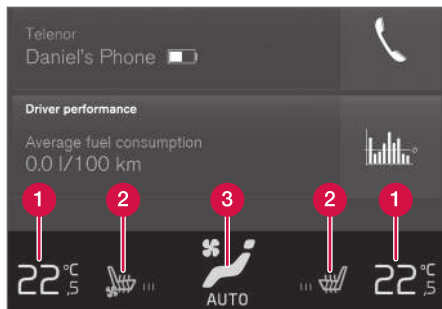 Telenor
Daniel's Phone
Driver performance
Average fuel consumption
0.0 l/100 km
1 2 3 2 1
22,5 °C AUTO 22,5 °C